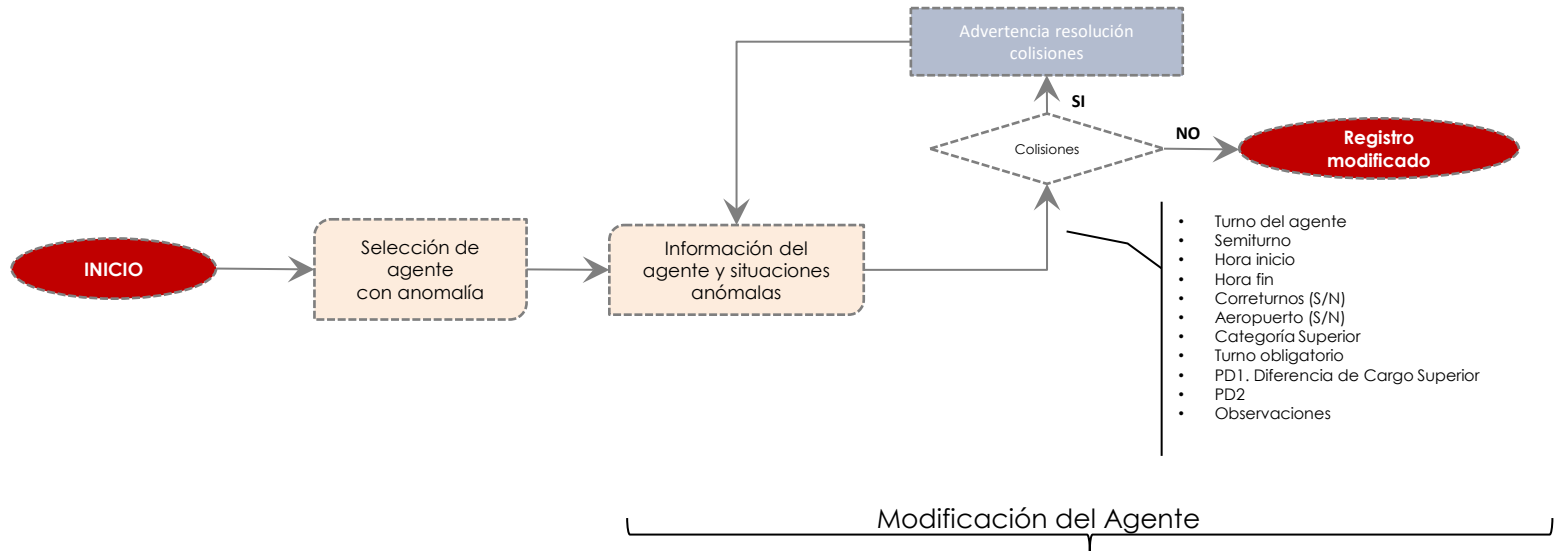 Advertencia resolución
colisiones
SI
Colisiones
NO
Registro
modificado
INICIO
Selección de
agente
con anomalía
Información del
agente y situaciones
anómalas
• Turno del agente
• Semiturno
• Hora inicio
• Hora fin
• Correturnos (S/N)
• Aeropuerto (S/N)
• Categoría Superior
• Turno obligatorio
• PD1. Diferencia de Cargo Superior
• PD2
• Observaciones
Modificación del Agente